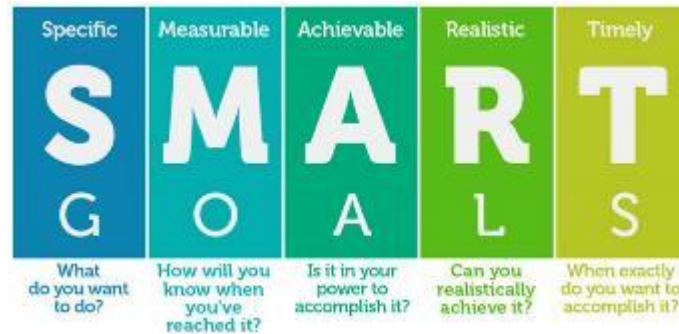 Specific Measurable Achievable Realistic Timely
S M A R T
G O A L S
What
do you want
to do?
How will you
know when
you've
reached it?
Is it in your
power to
accomplish it?
Can you
realistically
achieve it?
When exactly
do you want to
accomplish it?